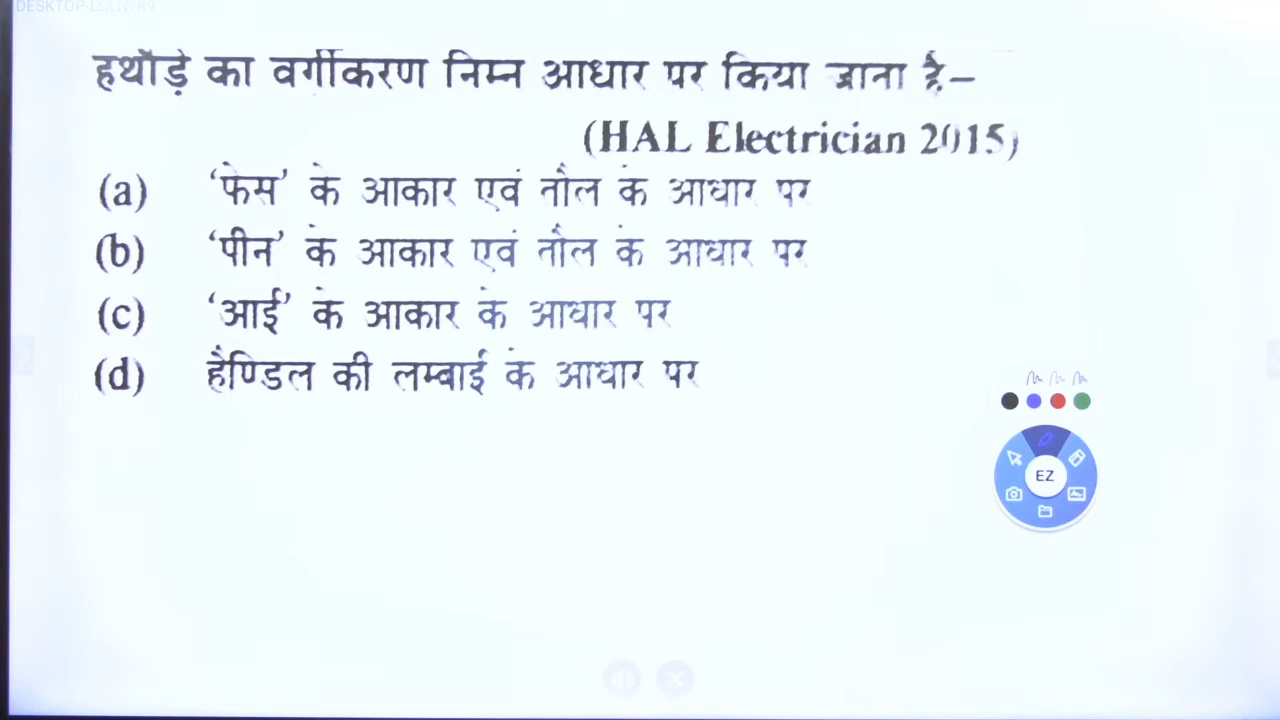 हथौड़े का वर्गीकरण निम्न आधार पर किया जाना है–
(HAL Electrician 2015)
(a) ‘फेस’ के आकार एवं तौल के आधार पर
(b) ‘पीन’ के आकार एवं तौल के आधार पर
(c) ‘आई’ के आकार के आधार पर
(d) हैण्डिल की लम्बाई के आधार पर
EZ